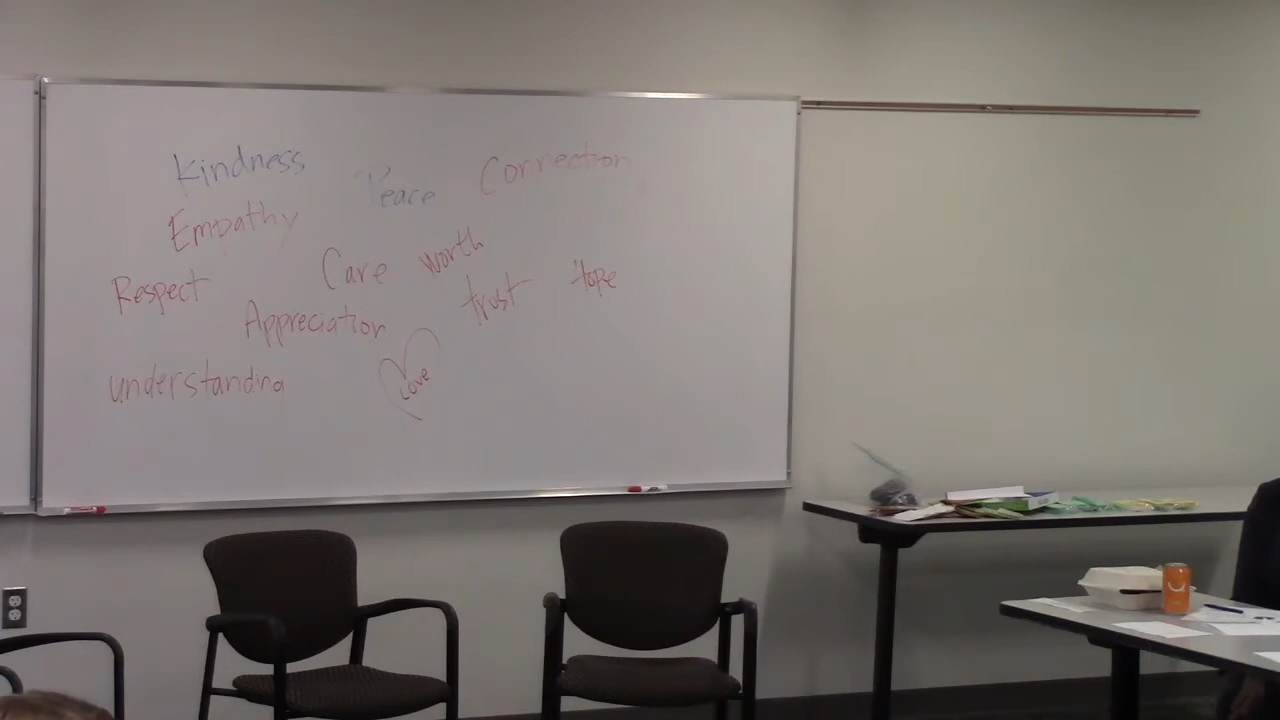 Kindness
Peace
Correction
Empathy
Care
worth
Respect
trust
Hope
Appreciation
understanding
Love